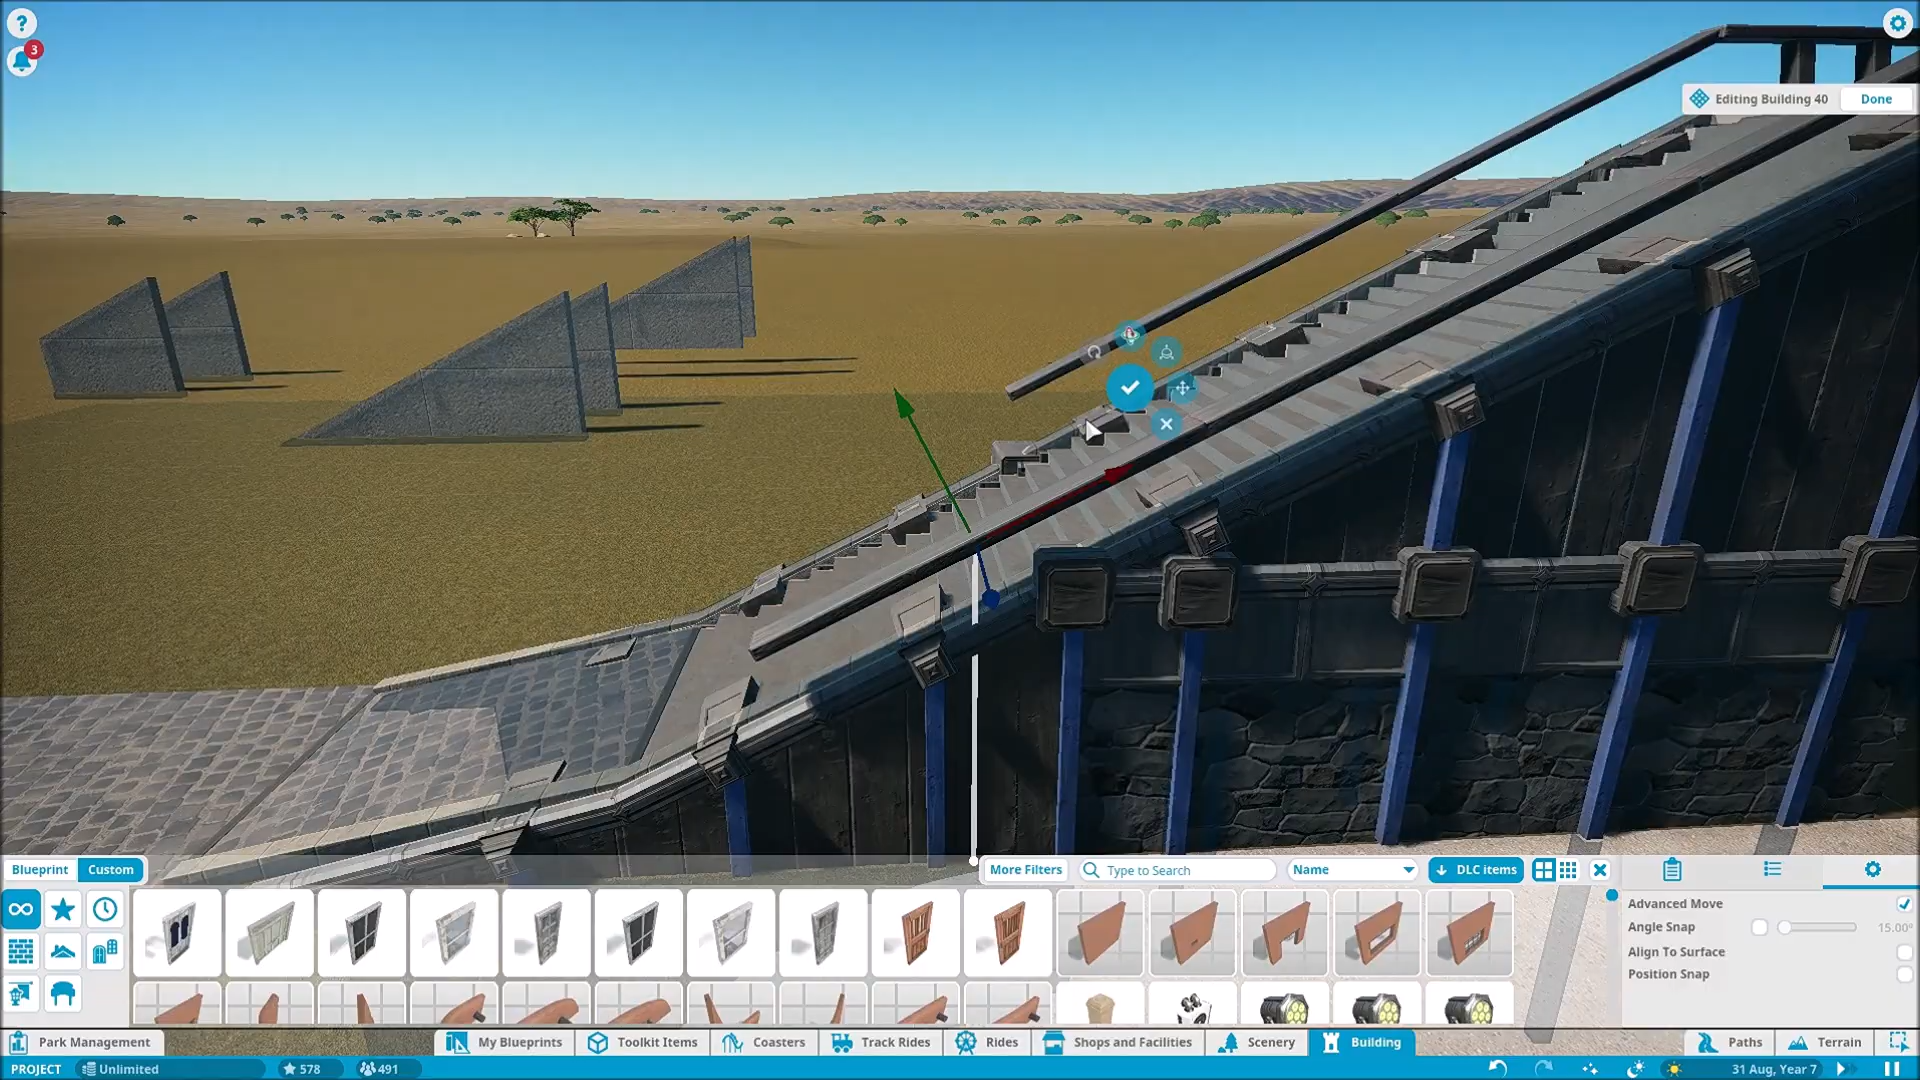 ?
3
Editing Building 40
Done
Blueprint
Custom
More Filters
Type to Search
Name
DLC items
Advanced Move
Angle Snap
15.00°
Align To Surface
Position Snap
Park Management
My Blueprints
Toolkit Items
Coasters
Track Rides
Rides
Shops and Facilities
Scenery
Building
Paths
Terrain
PROJECT
Unlimited
578
491
31 Aug, Year 7